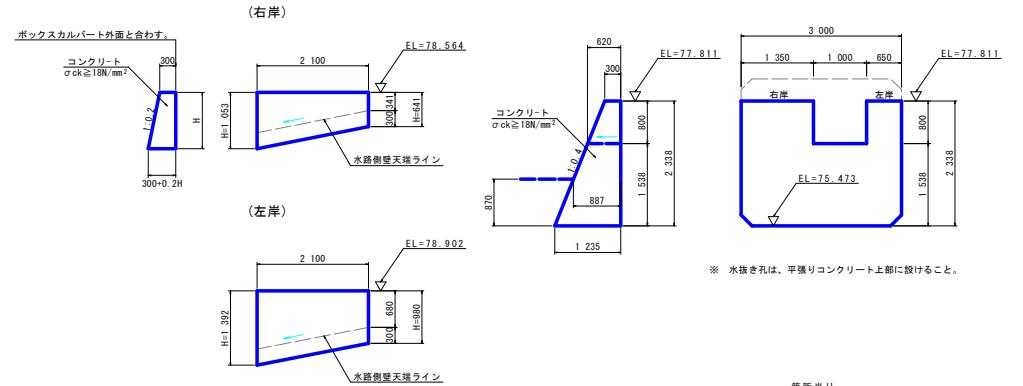 (右岸)
ボックスカルバート外面と合わす。
コンクリート
σck≧18N/mm²
300
1:0.2
H
300+0.2H
2 100
EL=78.564
H=1 053
341
300
H=641
水路側壁天端ライン
(左岸)
2 100
EL=78.902
H=1 392
680
300
H=980
水路側壁天端ライン
620
300
EL=77.811
コンクリート
σck≧18N/mm²
1:0.4
800
1 538
2 338
870
887
1 235
3 000
1 350
1 000
650
EL=77.811
右岸
左岸
800
1 538
2 338
EL=75.473
※ 水抜き孔は、平張りコンクリート上部に設けること。